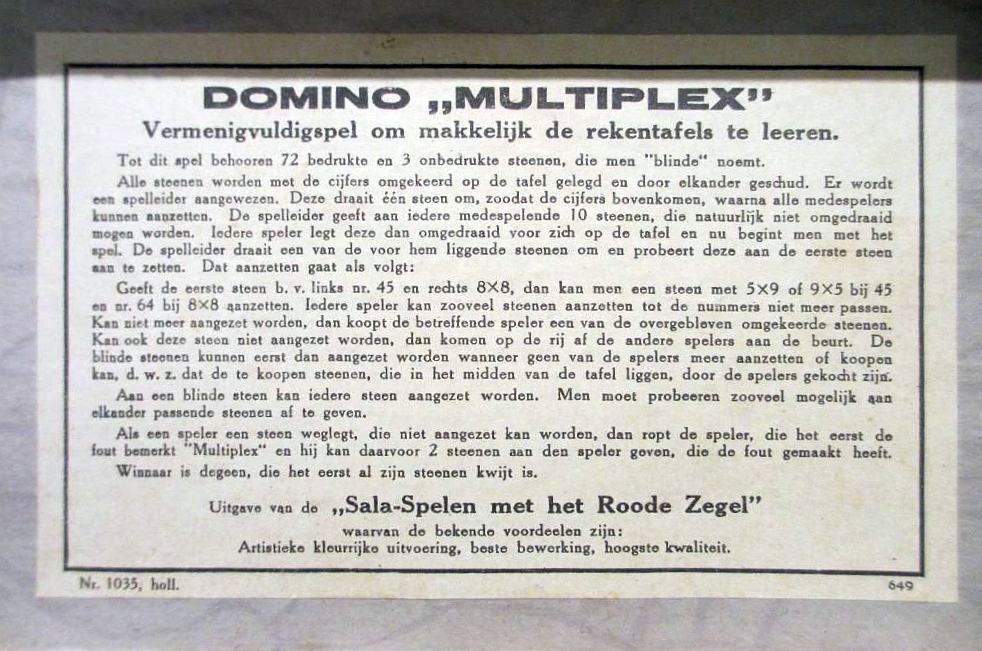 DOMINO „MULTIPLEX”
Vermenigvuldigspel om makkelijk de rekentafels te leeren.
Tot dit spel behooren 72 bedrukte en 3 onbedrukte steenen, die men "blinde" noemt.
Alle steenen worden met de cijfers omgekeerd op de tafel gelegd en door elkander geschud. Er wordt
een spelleider aangewezen. Deze draait één steen om, zoodat de cijfers bovenkomen, waarna alle medespelers
kunnen aanzetten. De spelleider geeft aan iedere medespelende 10 steenen, die natuurlijk niet omgedraaid
mogen worden. Iedere speler legt deze dan omgedraaid voor zich op de tafel en nu begint men met het
spel. De spelleider draait een van de voor hem liggende steenen om en probeert deze aan de eerste steen
aan te zetten. Dat aanzetten gaat als volgt:
Geeft de eerste steen b. v. links nr. 45 en rechts 8X8, dan kan men een steen met 5X9 of 9X5 bij 45
en nr. 64 bij 8X8 aanzetten. Iedere speler kan zooveel steenen aanzetten tot de nummers niet meer passen.
Kan niet meer aangezet worden, dan koopt de betreffende speler een van de overgebleven omgekeerde steenen.
Kan ook deze steen niet aangezet worden, dan komen op de rij af de andere spelers aan de beurt. De
blinde steenen kunnen eerst dan aangezet worden wanneer geen van de spelers meer aanzetten of koopen
kan, d. w. z. dat de te koopen steenen, die in het midden van de tafel liggen, door de spelers gekocht zijn.
Aan een blinde steen kan iedere steen aangezet worden. Men moet probeeren zooveel mogelijk aan
elkander passende steenen af te geven.
Als een speler een steen weglegt, die niet aangezet kan worden, dan ropt de speler, die het eerst de
fout bemerkt "Multiplex" en hij kan daarvoor 2 steenen aan den speler geven, die de fout gemaakt heeft.
Winnaar is degeen, die het eerst al zijn steenen kwijt is.
Uitgave van de „Sala-Spelen met het Roode Zegel”
waarvan de bekende voordeelen zijn:
Artistieke kleurrijke uitvoering, beste bewerking, hoogste kwaliteit.
Nr. 1035, holl.
649